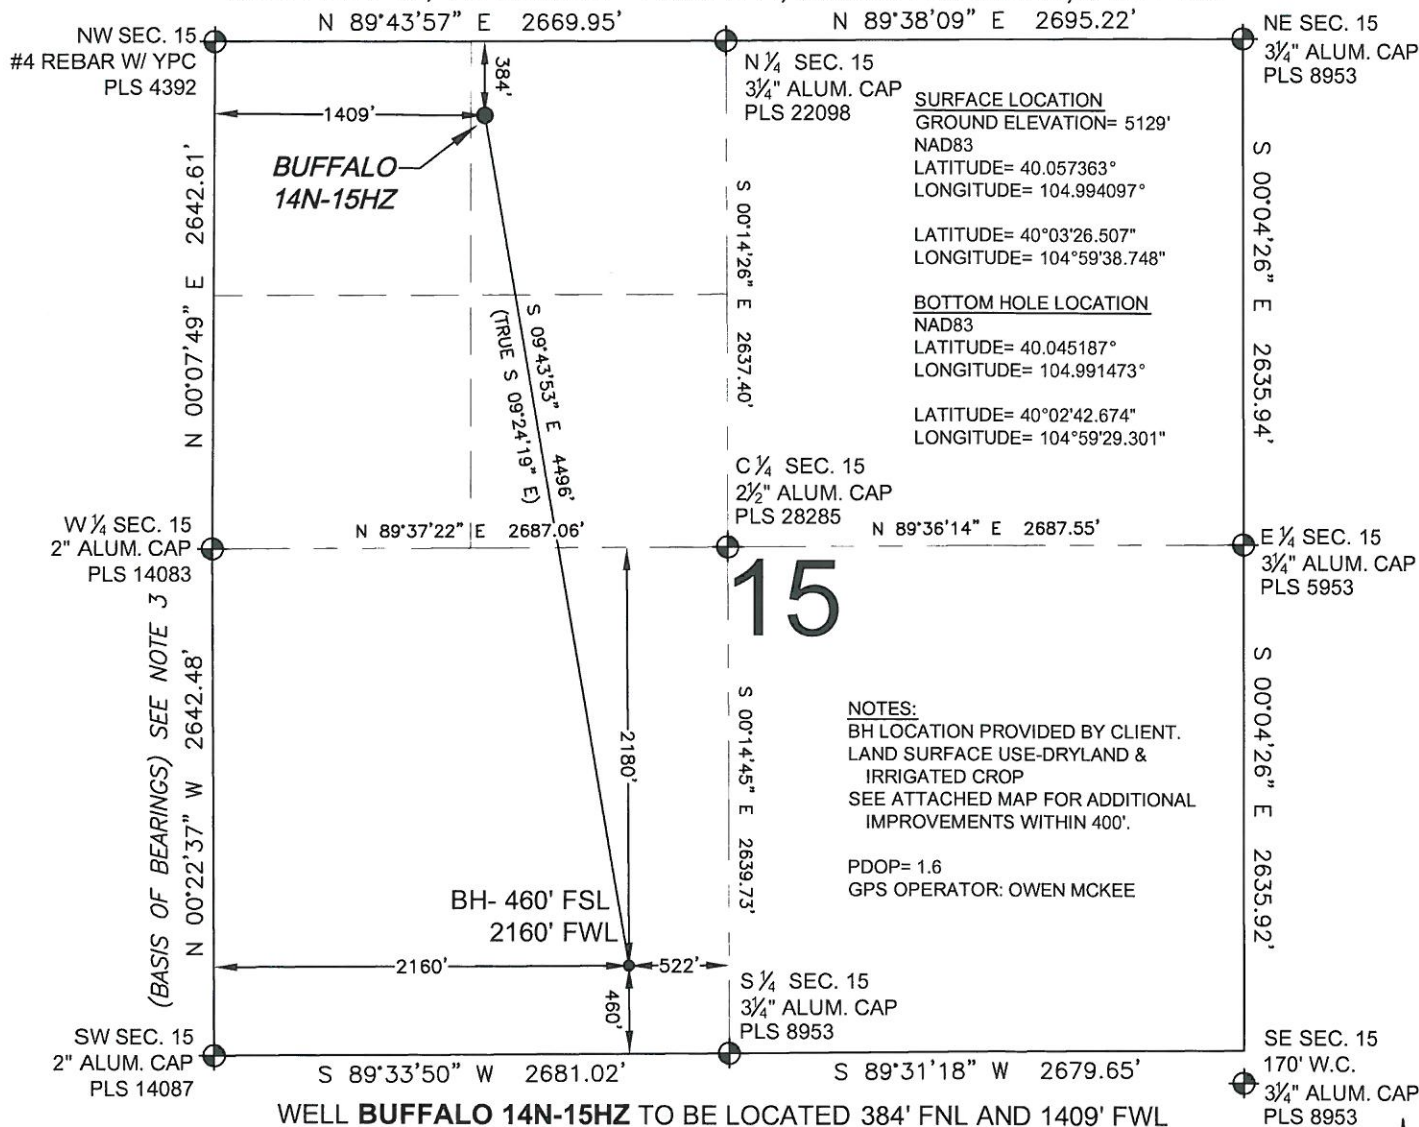 N 89°43'57" E 2669.95'
N 89°38'09" E 2695.22'
NW SEC. 15
#4 REBAR W/ YPC
PLS 4392
N ¼ SEC. 15
3¼" ALUM. CAP
PLS 22098
NE SEC. 15
3¼" ALUM. CAP
PLS 8953
384'
1409'
BUFFALO
14N-15HZ
SURFACE LOCATION
GROUND ELEVATION= 5129'
NAD83
LATITUDE= 40.057363°
LONGITUDE= 104.994097°
LATITUDE= 40°03'26.507"
LONGITUDE= 104°59'38.748"
BOTTOM HOLE LOCATION
NAD83
LATITUDE= 40.045187°
LONGITUDE= 104.991473°
LATITUDE= 40°02'42.674"
LONGITUDE= 104°59'29.301"
N 00°07'49" E 2642.61'
S 00°14'26" E 2637.40'
S 00°04'26" E 2635.94'
S 09°43'53" E 4496'
(TRUE S 09°24'19" E)
C ¼ SEC. 15
2½" ALUM. CAP
PLS 28285
W ¼ SEC. 15
2" ALUM. CAP
PLS 14083
N 89°37'22" E 2687.06'
N 89°36'14" E 2687.55'
E ¼ SEC. 15
3¼" ALUM. CAP
PLS 5953
15
(BASIS OF BEARINGS) SEE NOTE 3
N 00°22'37" W 2642.48'
2180'
S 00°14'45" E 2639.73'
S 00°04'26" E 2635.92'
NOTES:
BH LOCATION PROVIDED BY CLIENT.
LAND SURFACE USE-DRYLAND &
IRRIGATED CROP
SEE ATTACHED MAP FOR ADDITIONAL
IMPROVEMENTS WITHIN 400'.
PDOP= 1.6
GPS OPERATOR: OWEN MCKEE
BH- 460' FSL
2160' FWL
2160'
522'
460'
S ¼ SEC. 15
3¼" ALUM. CAP
PLS 8953
SW SEC. 15
2" ALUM. CAP
PLS 14087
S 89°33'50" W 2681.02'
S 89°31'18" W 2679.65'
SE SEC. 15
170' W.C.
3¼" ALUM. CAP
PLS 8953
WELL BUFFALO 14N-15HZ TO BE LOCATED 384' FNL AND 1409' FWL